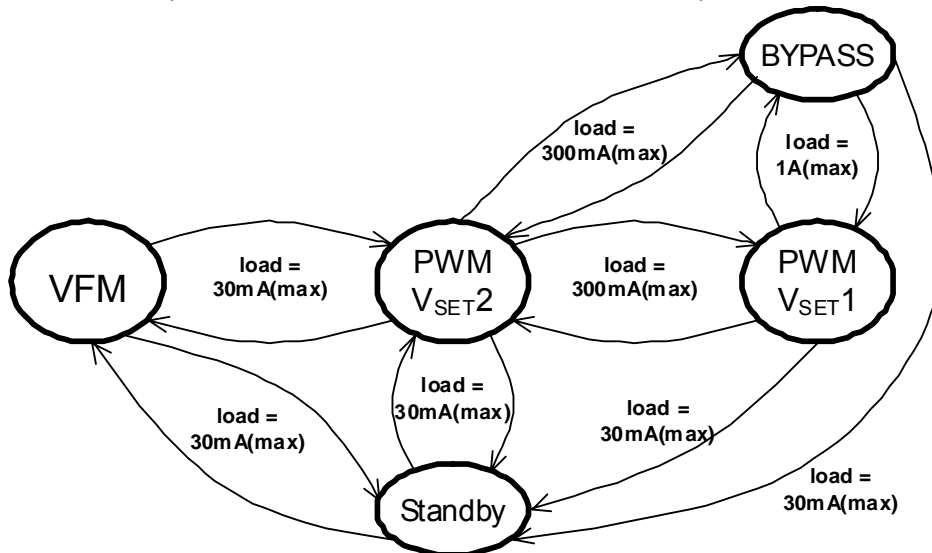 BYPASS
load =
300mA(max)
load =
1A(max)
VFM
load =
30mA(max)
PWM
VSET2
load =
300mA(max)
PWM
VSET1
load =
30mA(max)
load =
30mA(max)
load =
30mA(max)
load =
30mA(max)
Standby